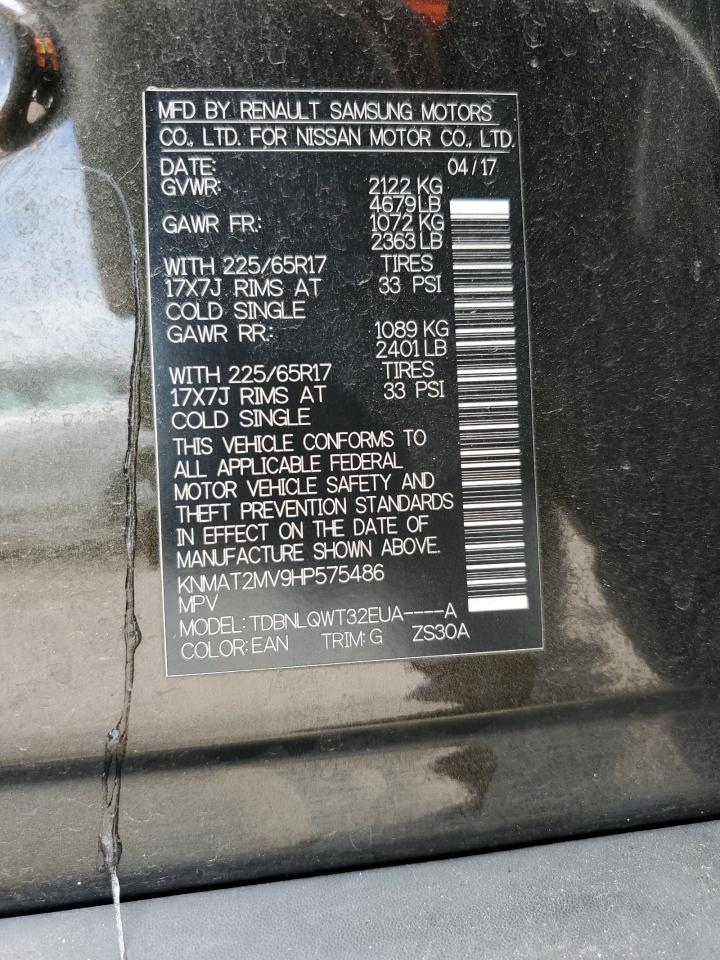 MFD BY RENAULT SAMSUNG MOTORS
CO., LTD. FOR NISSAN MOTOR CO., LTD.
DATE: 04/17
GVWR: 2122 KG
4679 LB
GAWR FR.: 1072 KG
2363 LB
WITH 225/65R17 TIRES
17X7J RIMS AT 33 PSI
COLD SINGLE
GAWR RR.: 1089 KG
2401 LB
WITH 225/65R17 TIRES
17X7J RIMS AT 33 PSI
COLD SINGLE
THIS VEHICLE CONFORMS TO
ALL APPLICABLE FEDERAL
MOTOR VEHICLE SAFETY AND
THEFT PREVENTION STANDARDS
IN EFFECT ON THE DATE OF
MANUFACTURE SHOWN ABOVE.
KNMAT2MV9HP575486
MPV
MODEL: TDBNLQWT32EUA----A
COLOR: EAN TRIM: G ZS30A